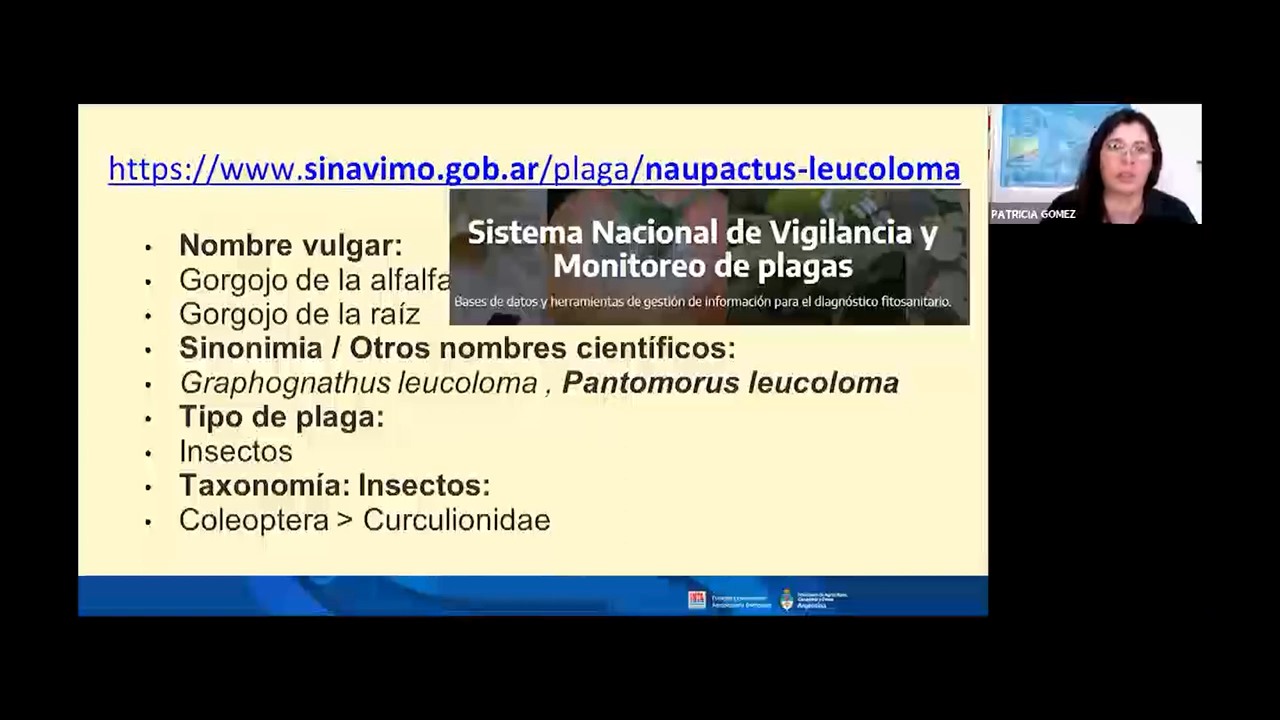 https://www.sinavimo.gob.ar/plaga/naupactus-leucoloma
PATRICIA GOMEZ
Sistema Nacional de Vigilancia y
Monitoreo de plagas
Bases de datos y herramientas de gestión de información para el diagnóstico fitosanitario.
• Nombre vulgar:
• Gorgojo de la alfalfa
• Gorgojo de la raíz
• Sinonimia / Otros nombres científicos:
• Graphognathus leucoloma , Pantomorus leucoloma
• Tipo de plaga:
• Insectos
• Taxonomía: Insectos:
• Coleoptera > Curculionidae
Argentina